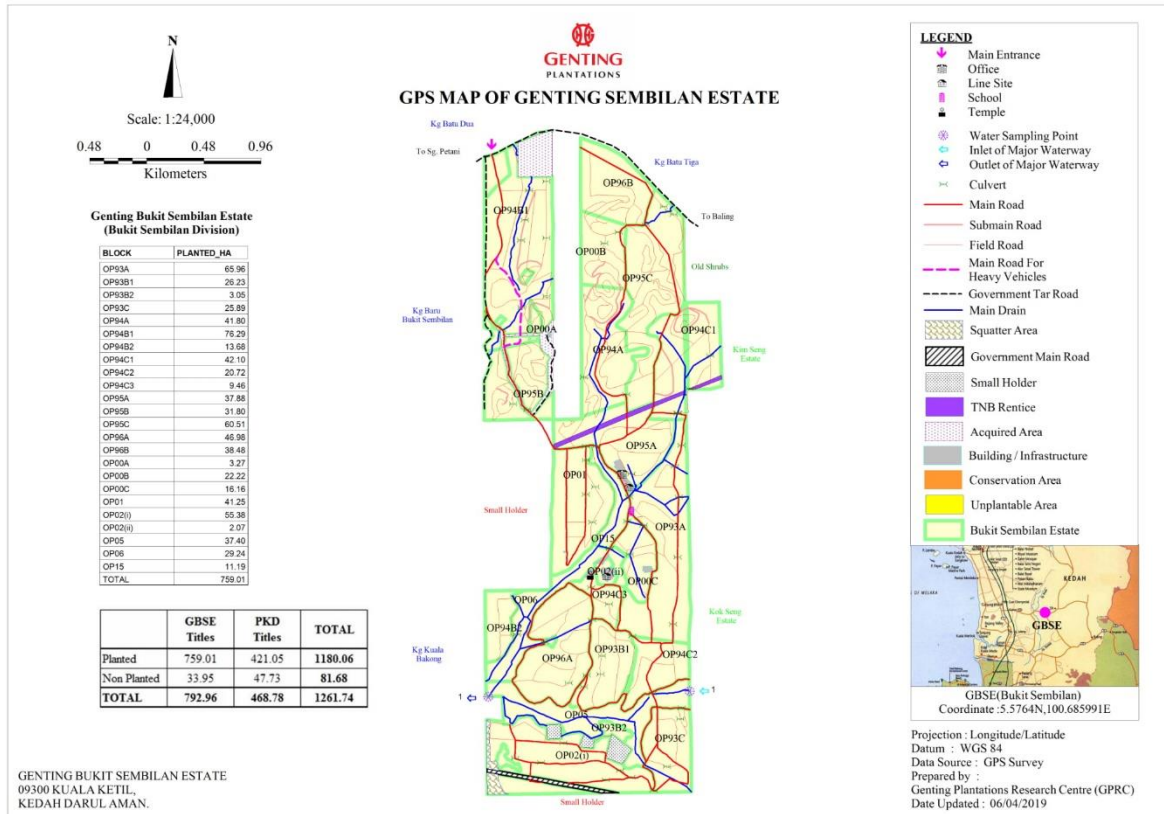 N
Scale: 1:24,000
0.48 0 0.48 0.96
Kilometers
GENTING
PLANTATIONS
GPS MAP OF GENTING SEMBILAN ESTATE
Genting Bukit Sembilan Estate
(Bukit Sembilan Division)
BLOCK PLANTED_HA
OP93A 65.96
OP93B1 26.23
OP93B2 3.05
OP93C 25.89
OP94A 41.80
OP94B1 76.29
OP94B2 13.68
OP94C1 42.10
OP94C2 20.72
OP94C3 9.46
OP95A 37.88
OP95B 31.80
OP95C 60.51
OP96A 46.98
OP96B 38.48
OP00A 3.27
OP00B 22.22
OP00C 16.16
OP01 41.25
OP02(i) 55.38
OP02(ii) 2.07
OP05 37.40
OP06 29.24
OP15 11.19
TOTAL 759.01
GBSE Titles PKD Titles TOTAL
Planted 759.01 421.05 1180.06
Non Planted 33.95 47.73 81.68
TOTAL 792.96 468.78 1261.74
GENTING BUKIT SEMBILAN ESTATE
09300 KUALA KETIL,
KEDAH DARUL AMAN.
Kg Batu Dua
To Sg. Petani
Kg Batu Tiga
OP96B
OP94B1
To Baling
OP00B
Old Shrubs
OP95C
Kg Baru
Bukit Sembilan
OP00A
OP94C1
OP94A
Kim Seng
Estate
OP95B
OP95A
OP01
Small Holder
OP93A
OP15
OP02(ii)
OP00C
OP94C3
OP06
Kok Seng
Estate
OP94B2
Kg Kuala
Bakong
OP93B1
OP94C2
OP96A
1
1
OP05
OP93B2
OP93C
OP02(i)
Small Holder
LEGEND
Main Entrance
Office
Line Site
School
Temple
Water Sampling Point
Inlet of Major Waterway
Outlet of Major Waterway
Culvert
Main Road
Submain Road
Field Road
Main Road For
Heavy Vehicles
Government Tar Road
Main Drain
Squatter Area
Government Main Road
Small Holder
TNB Rentice
Acquired Area
Building / Infrastructure
Conservation Area
Unplantable Area
Bukit Sembilan Estate
KEDAH
GBSE
GBSE(Bukit Sembilan)
Coordinate :5.5764N,100.685991E
Projection : Longitude/Latitude
Datum : WGS 84
Data Source : GPS Survey
Prepared by :
Genting Plantations Research Centre (GPRC)
Date Updated : 06/04/2019